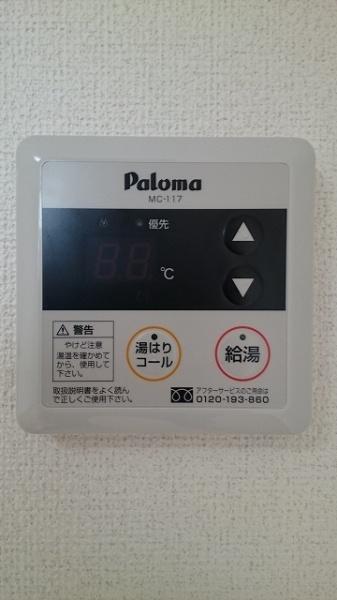 Paloma
MC-117
優先
88
℃
警告
やけど注意
湯温を確かめて
から、使用して
下さい。
取扱説明書をよく読ん
で正しくご使用下さい。
湯はり
コール
給湯
アフターサービスのご用命は
0120-193-860